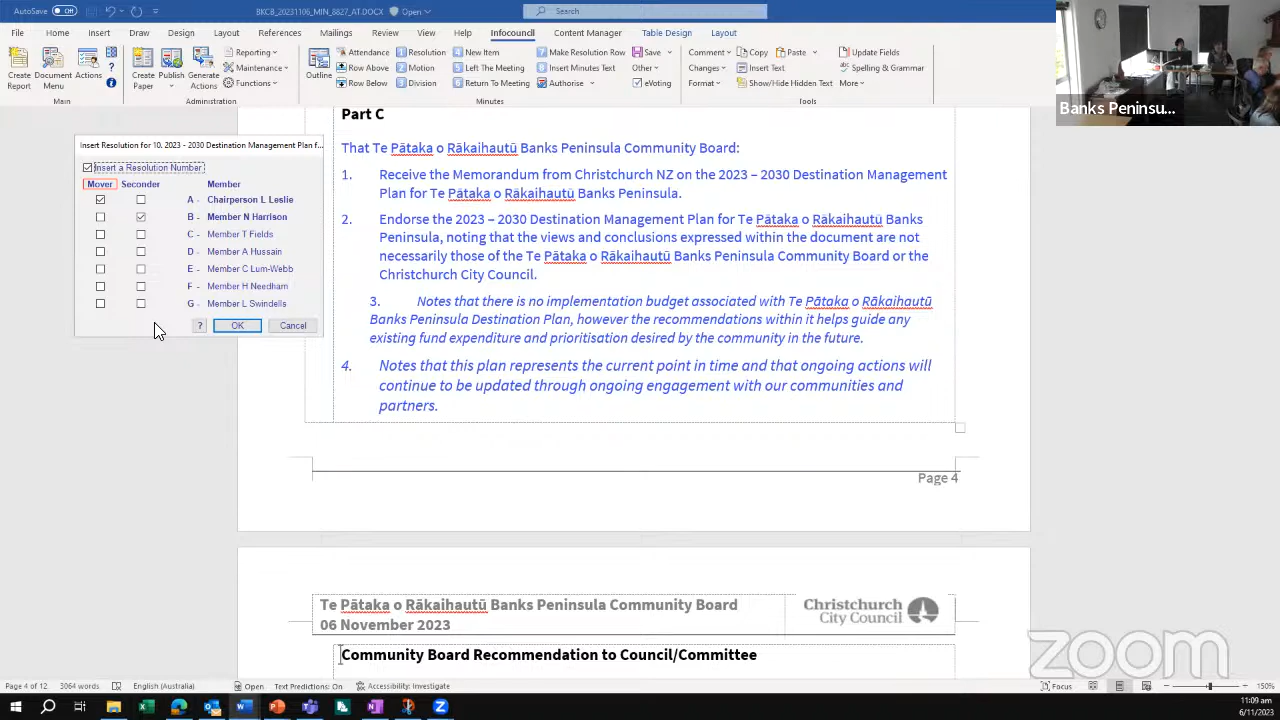 AutoSave Off BKCB_20231106_MIN_8827_AT.DOCX Open Search
File Home Insert Draw Design Layout References Mailings Review View Help Infocouncil Content Manager Table Design Layout
Create Report Document Menu Actions
Main
Create Paper Publish Generate Actions
Reporting
Maintenance
Functions
Administration
Outline
Attendance 1 Resolution 4 New Item 7 Make Resolution Row Save
Row Above 2 Motion 5 Left The Meeting 8 Insert Minutes Text
Row Below 3 Division 6 Return To Meeting Authorise eVoting
Minutes
Comment Copy Paste Update Fields
Changes Insert Text Spelling & Grammar
Format Show/Hide Hidden Text More
Tools
Banks Peninsu...
Insert Resolution for 10. 2023 - 2030 Destination Management Plan f...
Insert a Resolution Number
Mover Seconder Member
A - Chairperson L Leslie
B - Member N Harrison
C - Member T Fields
D - Member A Hussain
E - Member C Lum-Webb
F - Member H Needham
G - Member L Swindells
? OK Cancel
Part C
That Te Pātaka o Rākaihautū Banks Peninsula Community Board:
1. Receive the Memorandum from Christchurch NZ on the 2023 – 2030 Destination Management
Plan for Te Pātaka o Rākaihautū Banks Peninsula.
2. Endorse the 2023 – 2030 Destination Management Plan for Te Pātaka o Rākaihautū Banks
Peninsula, noting that the views and conclusions expressed within the document are not
necessarily those of the Te Pātaka o Rākaihautū Banks Peninsula Community Board or the
Christchurch City Council.
3. Notes that there is no implementation budget associated with Te Pātaka o Rākaihautū
Banks Peninsula Destination Plan, however the recommendations within it helps guide any
existing fund expenditure and prioritisation desired by the community in the future.
4. Notes that this plan represents the current point in time and that ongoing actions will
continue to be updated through ongoing engagement with our communities and
partners.
Page 4
Te Pātaka o Rākaihautū Banks Peninsula Community Board
06 November 2023
Christchurch
City Council
Community Board Recommendation to Council/Committee
zoom
Page 4 of 12 3064 words English (Australia) Open Text Predictions: On Accessibility: Investigate Focus 150%
11:09 am
6/11/2023